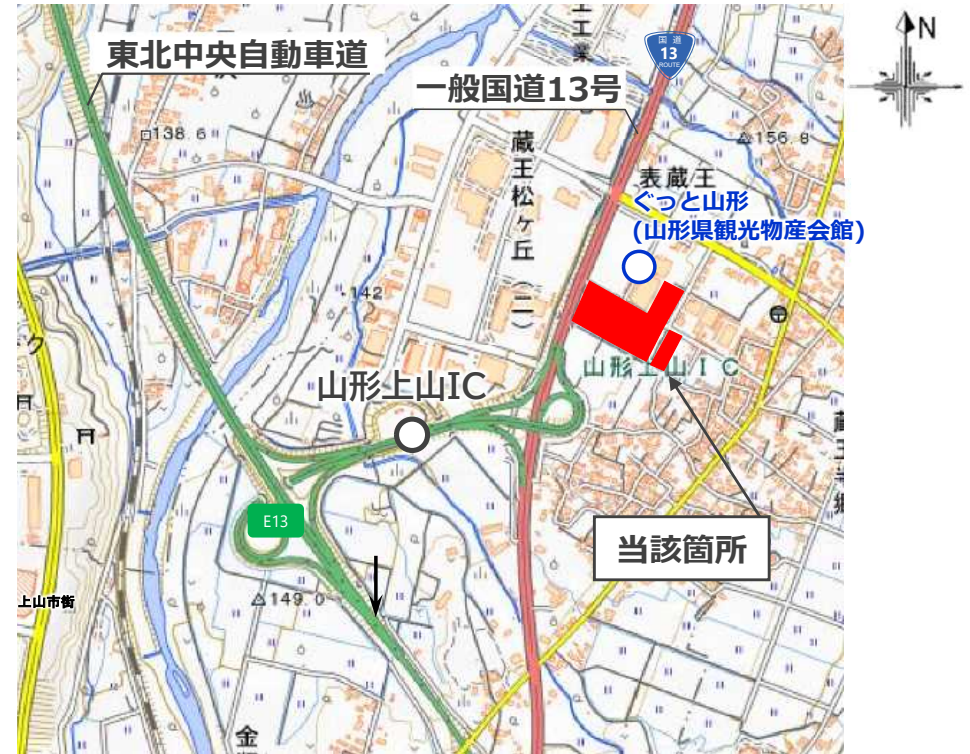 東北中央自動車道
国道
13
ROUTE
N
一般国道13号
工業
138.6
156.8
蔵王松ケ丘(二)
表蔵王
ぐっと山形
(山形県観光物産会館)
142
山形上山IC
山形上山IC
E13
当該箇所
149.0
上山市街
金